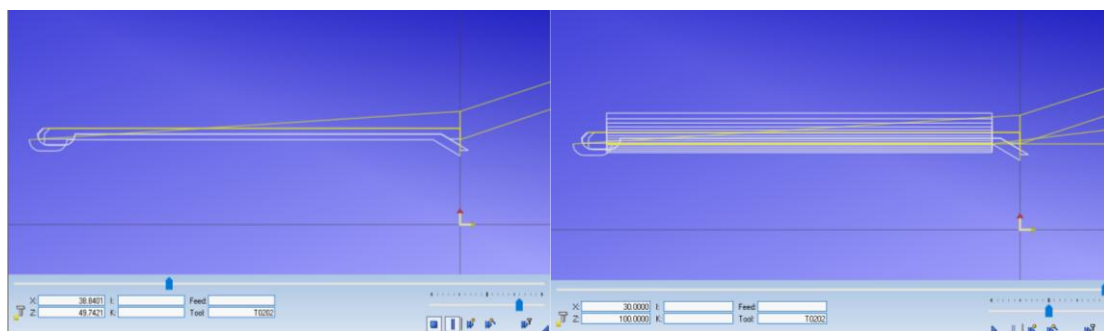 X: 38.8401 I: Feed:
Z: 49.7421 K: Tool: T0202
X: 30.0000 I: Feed:
Z: 100.0000 K: Tool: T0202